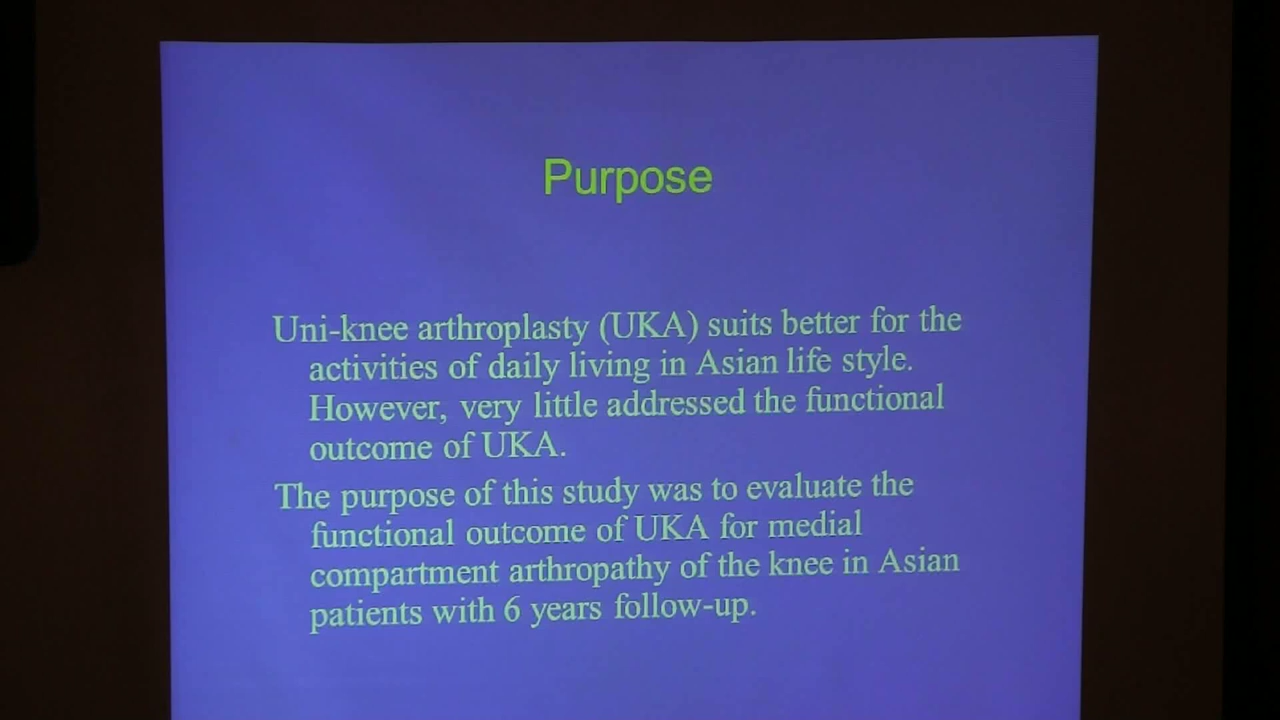 Purpose
Uni-knee arthroplasty (UKA) suits better for the
activities of daily living in Asian life style.
However, very little addressed the functional
outcome of UKA.
The purpose of this study was to evaluate the
functional outcome of UKA for medial
compartment arthropathy of the knee in Asian
patients with 6 years follow-up.